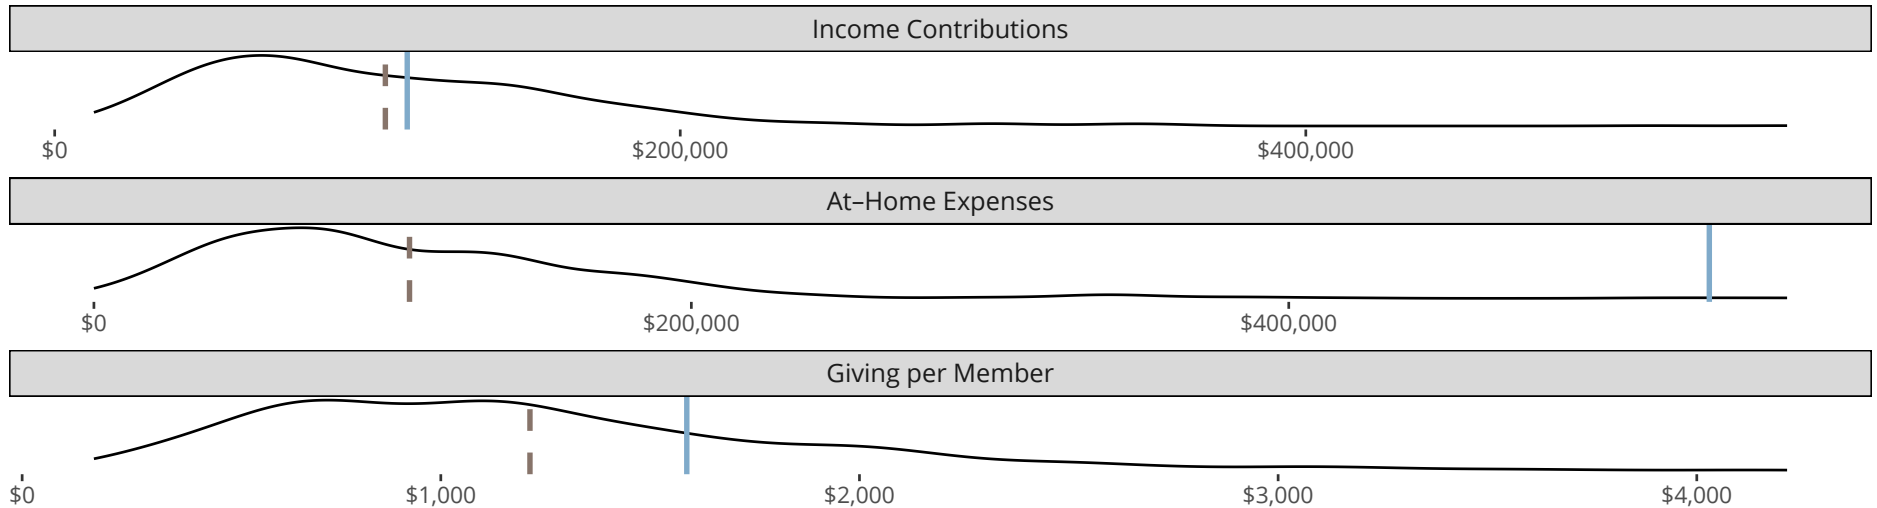 Income Contributions
$0 $200,000 $400,000
At–Home Expenses
$0 $200,000 $400,000
Giving per Member
$0 $1,000 $2,000 $3,000 $4,000